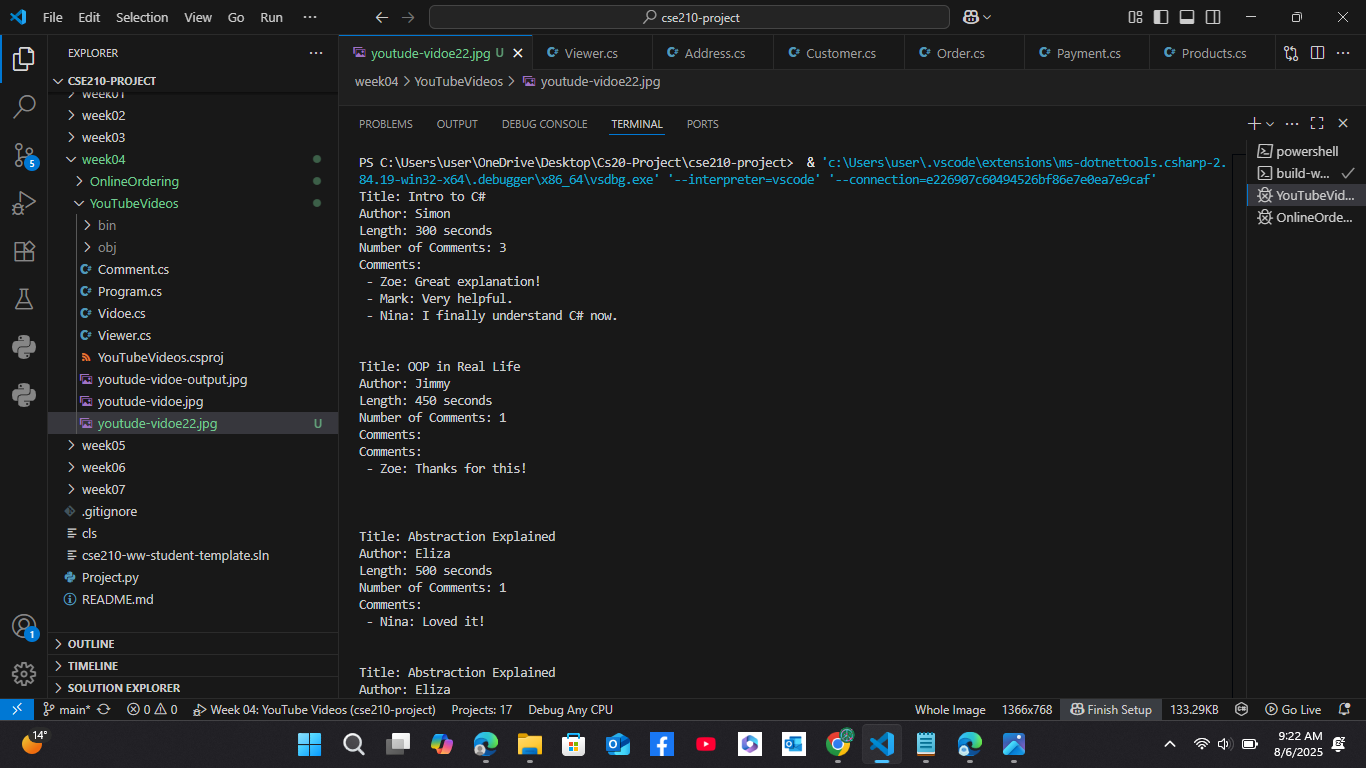 File Edit Selection View Go Run ··· cse210-project
EXPLORER ···
CSE210-PROJECT
week01
week02
week03
week04
OnlineOrdering
YouTubeVideos
bin
obj
Comment.cs
Program.cs
Vidoe.cs
Viewer.cs
YouTubeVideos.csproj
youtude-vidoe-output.jpg
youtude-vidoe.jpg
youtude-vidoe22.jpg U
week05
week06
week07
.gitignore
cls
cse210-ww-student-template.sln
Project.py
README.md
OUTLINE
TIMELINE
SOLUTION EXPLORER
5
1
youtude-vidoe22.jpg U Viewer.cs Address.cs Customer.cs Order.cs Payment.cs Products.cs
week04 > YouTubeVideos > youtude-vidoe22.jpg
PROBLEMS OUTPUT DEBUG CONSOLE TERMINAL PORTS
PS C:\Users\user\OneDrive\Desktop\Cs20-Project\cse210-project> & 'c:\Users\user\.vscode\extensions\ms-dotnettools.csharp-2.
84.19-win32-x64\.debugger\x86_64\vsdbg.exe' '--interpreter=vscode' '--connection=e226907c60494526bf86e7e0ea7e9caf'
Title: Intro to C#
Author: Simon
Length: 300 seconds
Number of Comments: 3
Comments:
- Zoe: Great explanation!
- Mark: Very helpful.
- Nina: I finally understand C# now.
Title: OOP in Real Life
Author: Jimmy
Length: 450 seconds
Number of Comments: 1
Comments:
Comments:
- Zoe: Thanks for this!
Title: Abstraction Explained
Author: Eliza
Length: 500 seconds
Number of Comments: 1
Comments:
- Nina: Loved it!
Title: Abstraction Explained
Author: Eliza
powershell
build-w...
YouTubeVid...
OnlineOrde...
main* 0 0 Week 04: YouTube Videos (cse210-project) Projects: 17 Debug Any CPU Whole Image 1366x768 Finish Setup 133.29KB Go Live
14°
9:22 AM
8/6/2025